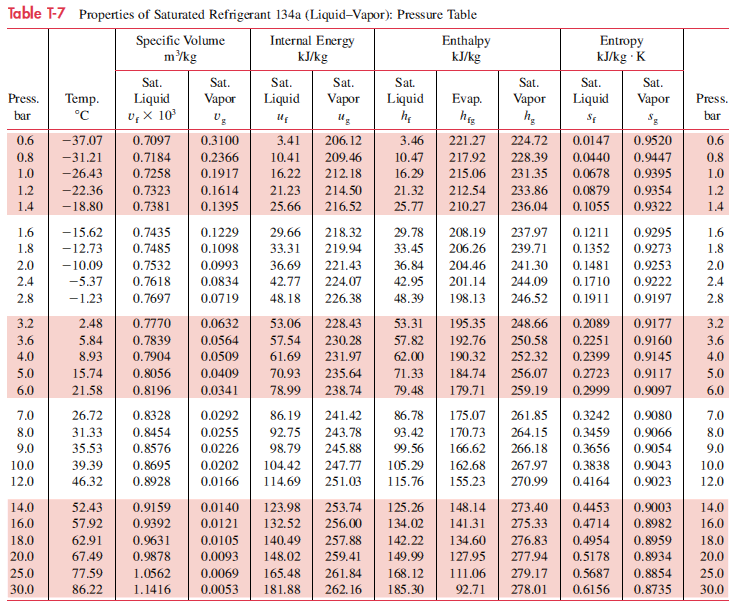 Table T-7 Properties of Saturated Refrigerant 134a (Liquid–Vapor): Pressure Table
Specific Volume Internal Energy Enthalpy Entropy
m³/kg kJ/kg kJ/kg kJ/kg · K
Sat. Sat. Sat. Sat. Sat. Sat. Sat. Sat.
Press. Temp. Liquid Vapor Liquid Vapor Liquid Evap. Vapor Liquid Vapor Press.
bar °C vf × 10³ vg uf ug hf hfg hg sf sg bar
0.6 −37.07 0.7097 0.3100 3.41 206.12 3.46 221.27 224.72 0.0147 0.9520 0.6
0.8 −31.21 0.7184 0.2366 10.41 209.46 10.47 217.92 228.39 0.0440 0.9447 0.8
1.0 −26.43 0.7258 0.1917 16.22 212.18 16.29 215.06 231.35 0.0678 0.9395 1.0
1.2 −22.36 0.7323 0.1614 21.23 214.50 21.32 212.54 233.86 0.0879 0.9354 1.2
1.4 −18.80 0.7381 0.1395 25.66 216.52 25.77 210.27 236.04 0.1055 0.9322 1.4
1.6 −15.62 0.7435 0.1229 29.66 218.32 29.78 208.19 237.97 0.1211 0.9295 1.6
1.8 −12.73 0.7485 0.1098 33.31 219.94 33.45 206.26 239.71 0.1352 0.9273 1.8
2.0 −10.09 0.7532 0.0993 36.69 221.43 36.84 204.46 241.30 0.1481 0.9253 2.0
2.4 −5.37 0.7618 0.0834 42.77 224.07 42.95 201.14 244.09 0.1710 0.9222 2.4
2.8 −1.23 0.7697 0.0719 48.18 226.38 48.39 198.13 246.52 0.1911 0.9197 2.8
3.2 2.48 0.7770 0.0632 53.06 228.43 53.31 195.35 248.66 0.2089 0.9177 3.2
3.6 5.84 0.7839 0.0564 57.54 230.28 57.82 192.76 250.58 0.2251 0.9160 3.6
4.0 8.93 0.7904 0.0509 61.69 231.97 62.00 190.32 252.32 0.2399 0.9145 4.0
5.0 15.74 0.8056 0.0409 70.93 235.64 71.33 184.74 256.07 0.2723 0.9117 5.0
6.0 21.58 0.8196 0.0341 78.99 238.74 79.48 179.71 259.19 0.2999 0.9097 6.0
7.0 26.72 0.8328 0.0292 86.19 241.42 86.78 175.07 261.85 0.3242 0.9080 7.0
8.0 31.33 0.8454 0.0255 92.75 243.78 93.42 170.73 264.15 0.3459 0.9066 8.0
9.0 35.53 0.8576 0.0226 98.79 245.88 99.56 166.62 266.18 0.3656 0.9054 9.0
10.0 39.39 0.8695 0.0202 104.42 247.77 105.29 162.68 267.97 0.3838 0.9043 10.0
12.0 46.32 0.8928 0.0166 114.69 251.03 115.76 155.23 270.99 0.4164 0.9023 12.0
14.0 52.43 0.9159 0.0140 123.98 253.74 125.26 148.14 273.40 0.4453 0.9003 14.0
16.0 57.92 0.9392 0.0121 132.52 256.00 134.02 141.31 275.33 0.4714 0.8982 16.0
18.0 62.91 0.9631 0.0105 140.49 257.88 142.22 134.60 276.83 0.4954 0.8959 18.0
20.0 67.49 0.9878 0.0093 148.02 259.41 149.99 127.95 277.94 0.5178 0.8934 20.0
25.0 77.59 1.0562 0.0069 165.48 261.84 168.12 111.06 279.17 0.5687 0.8854 25.0
30.0 86.22 1.1416 0.0053 181.88 262.16 185.30 92.71 278.01 0.6156 0.8735 30.0